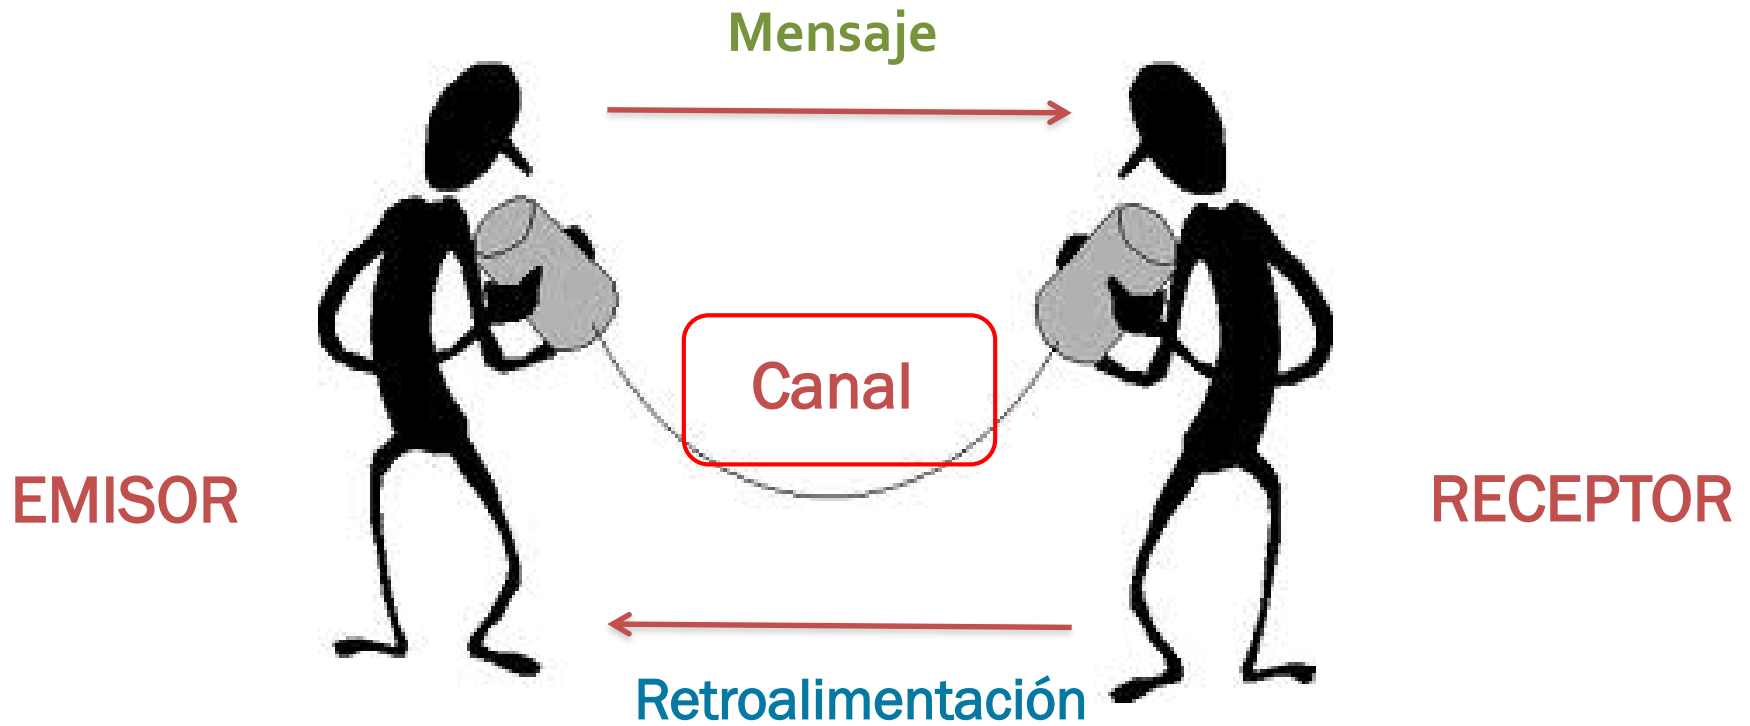 Mensaje
Canal
EMISOR
RECEPTOR
Retroalimentación